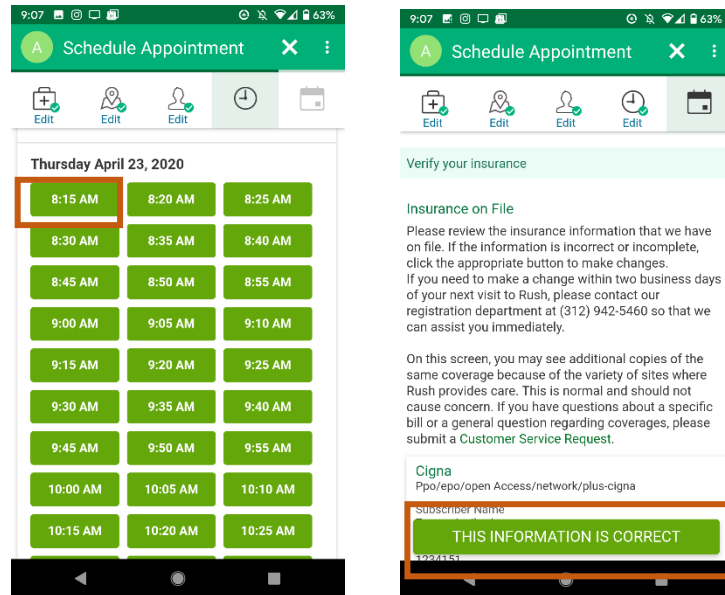 9:07 63%
A Schedule Appointment
Edit Edit Edit
Thursday April 23, 2020
8:15 AM 8:20 AM 8:25 AM
8:30 AM 8:35 AM 8:40 AM
8:45 AM 8:50 AM 8:55 AM
9:00 AM 9:05 AM 9:10 AM
9:15 AM 9:20 AM 9:25 AM
9:30 AM 9:35 AM 9:40 AM
9:45 AM 9:50 AM 9:55 AM
10:00 AM 10:05 AM 10:10 AM
10:15 AM 10:20 AM 10:25 AM
9:07 63%
A Schedule Appointment
Edit Edit Edit Edit
Verify your insurance
Insurance on File
Please review the insurance information that we have
on file. If the information is incorrect or incomplete,
click the appropriate button to make changes.
If you need to make a change within two business days
of your next visit to Rush, please contact our
registration department at (312) 942-5460 so that we
can assist you immediately.
On this screen, you may see additional copies of the
same coverage because of the variety of sites where
Rush provides care. This is normal and should not
cause concern. If you have questions about a specific
bill or a general question regarding coverages, please
submit a Customer Service Request.
Cigna
Ppo/epo/open Access/network/plus-cigna
Subscriber Name
THIS INFORMATION IS CORRECT
1234151